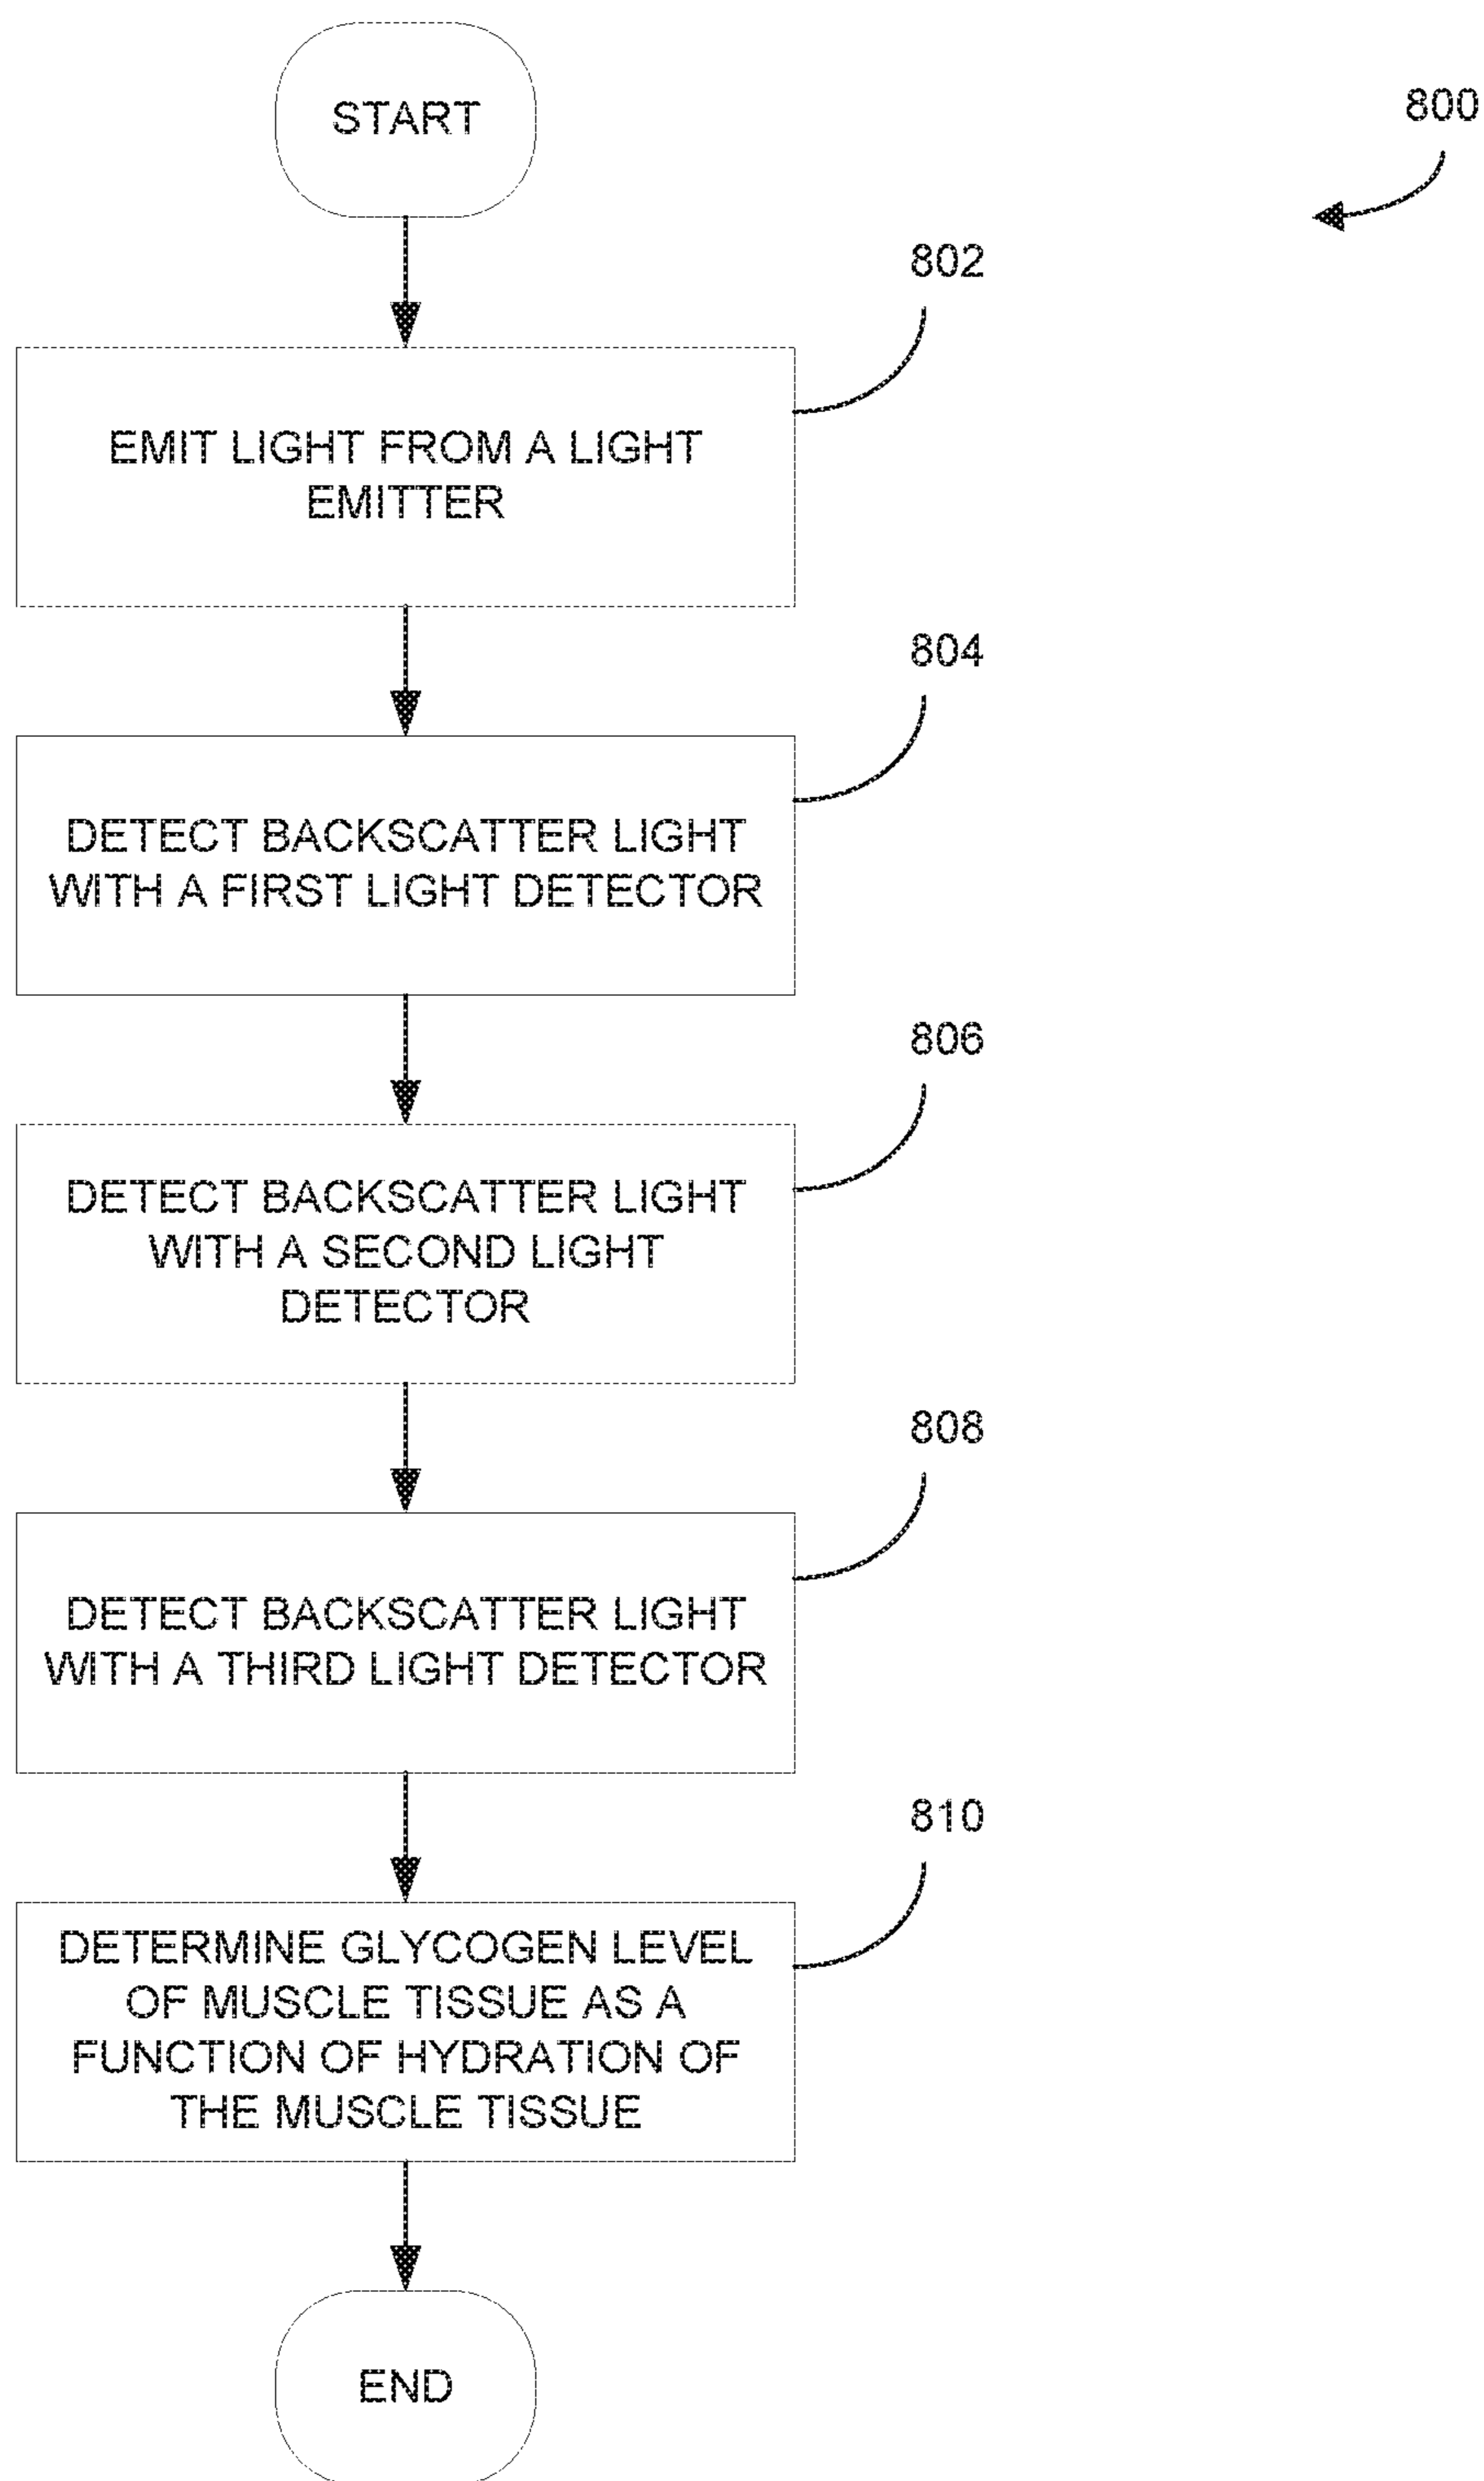 START
800
802
EMIT LIGHT FROM A LIGHT
EMITTER
804
DETECT BACKSCATTER LIGHT
WITH A FIRST LIGHT DETECTOR
806
DETECT BACKSCATTER LIGHT
WITH A SECOND LIGHT
DETECTOR
808
DETECT BACKSCATTER LIGHT
WITH A THIRD LIGHT DETECTOR
810
DETERMINE GLYCOGEN LEVEL
OF MUSCLE TISSUE AS A
FUNCTION OF HYDRATION OF
THE MUSCLE TISSUE
END